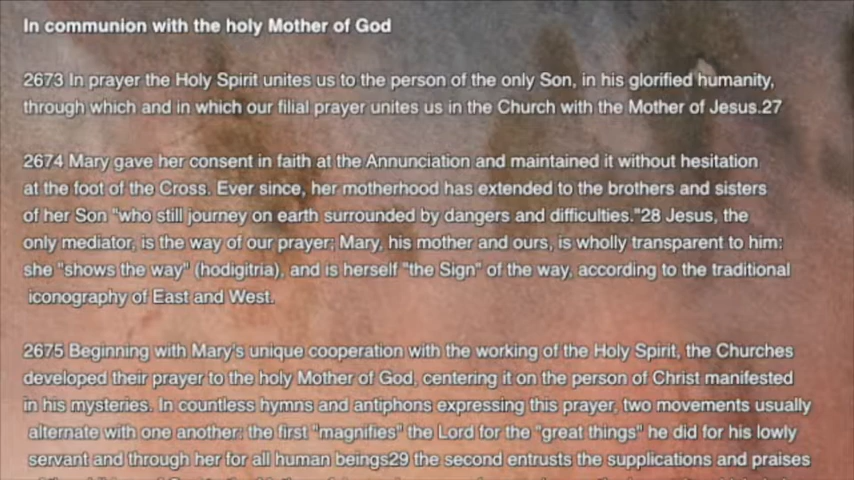 In communion with the holy Mother of God
2673 In prayer the Holy Spirit unites us to the person of the only Son, in his glorified humanity,
through which and in which our filial prayer unites us in the Church with the Mother of Jesus.27
2674 Mary gave her consent in faith at the Annunciation and maintained it without hesitation
at the foot of the Cross. Ever since, her motherhood has extended to the brothers and sisters
of her Son "who still journey on earth surrounded by dangers and difficulties."28 Jesus, the
only mediator, is the way of our prayer; Mary, his mother and ours, is wholly transparent to him:
she "shows the way" (hodigitria), and is herself "the Sign" of the way, according to the traditional
iconography of East and West.
2675 Beginning with Mary's unique cooperation with the working of the Holy Spirit, the Churches
developed their prayer to the holy Mother of God, centering it on the person of Christ manifested
in his mysteries. In countless hymns and antiphons expressing this prayer, two movements usually
alternate with one another: the first "magnifies" the Lord for the "great things" he did for his lowly
servant and through her for all human beings29 the second entrusts the supplications and praises